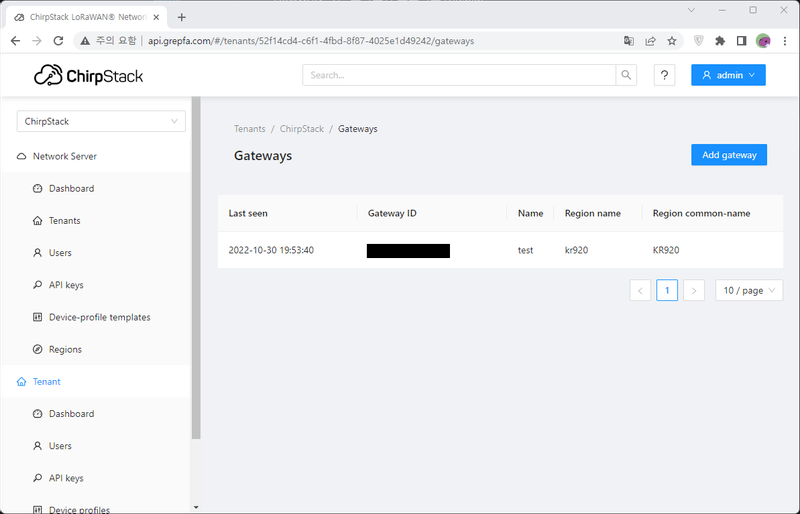 ChirpStack LoRaWAN® Networ
주의 요함
api.grepfa.com/#/tenants/52f14cd4-c6f1-4fbd-8f87-4025e1d49242/gateways
ChirpStack
Search...
?
admin
ChirpStack
Network Server
Dashboard
Tenants
Users
API keys
Device-profile templates
Regions
Tenant
Dashboard
Users
API keys
Device profiles
Tenants / ChirpStack / Gateways
Gateways
Add gateway
Last seen Gateway ID Name Region name Region common-name
2022-10-30 19:53:40 test kr920 KR920
< 1 > 10 / page